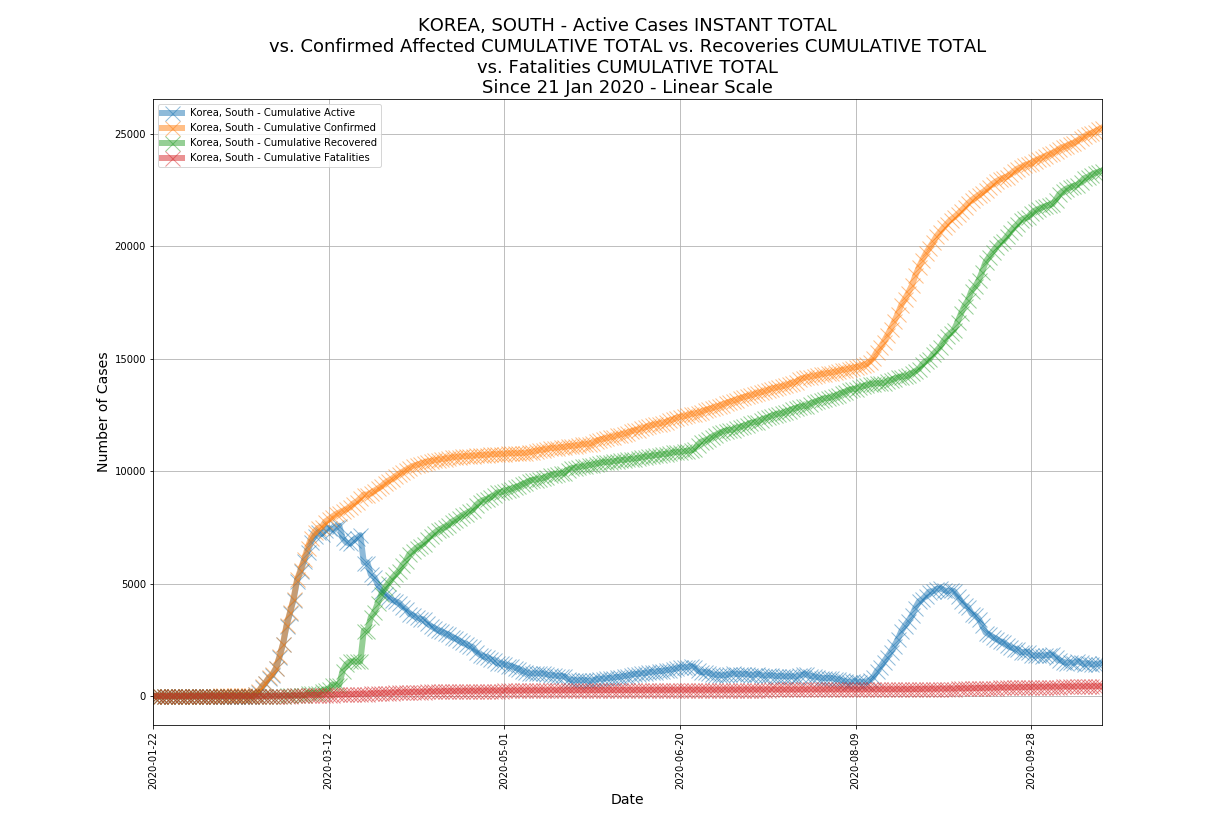 KOREA, SOUTH - Active Cases INSTANT TOTAL
vs. Confirmed Affected CUMULATIVE TOTAL vs. Recoveries CUMULATIVE TOTAL
vs. Fatalities CUMULATIVE TOTAL
Since 21 Jan 2020 - Linear Scale
Korea, South - Cumulative Active
Korea, South - Cumulative Confirmed
Korea, South - Cumulative Recovered
Korea, South - Cumulative Fatalities
Number of Cases
25000
20000
15000
10000
5000
0
2020-01-22
2020-03-12
2020-05-01
2020-06-20
2020-08-09
2020-09-28
Date